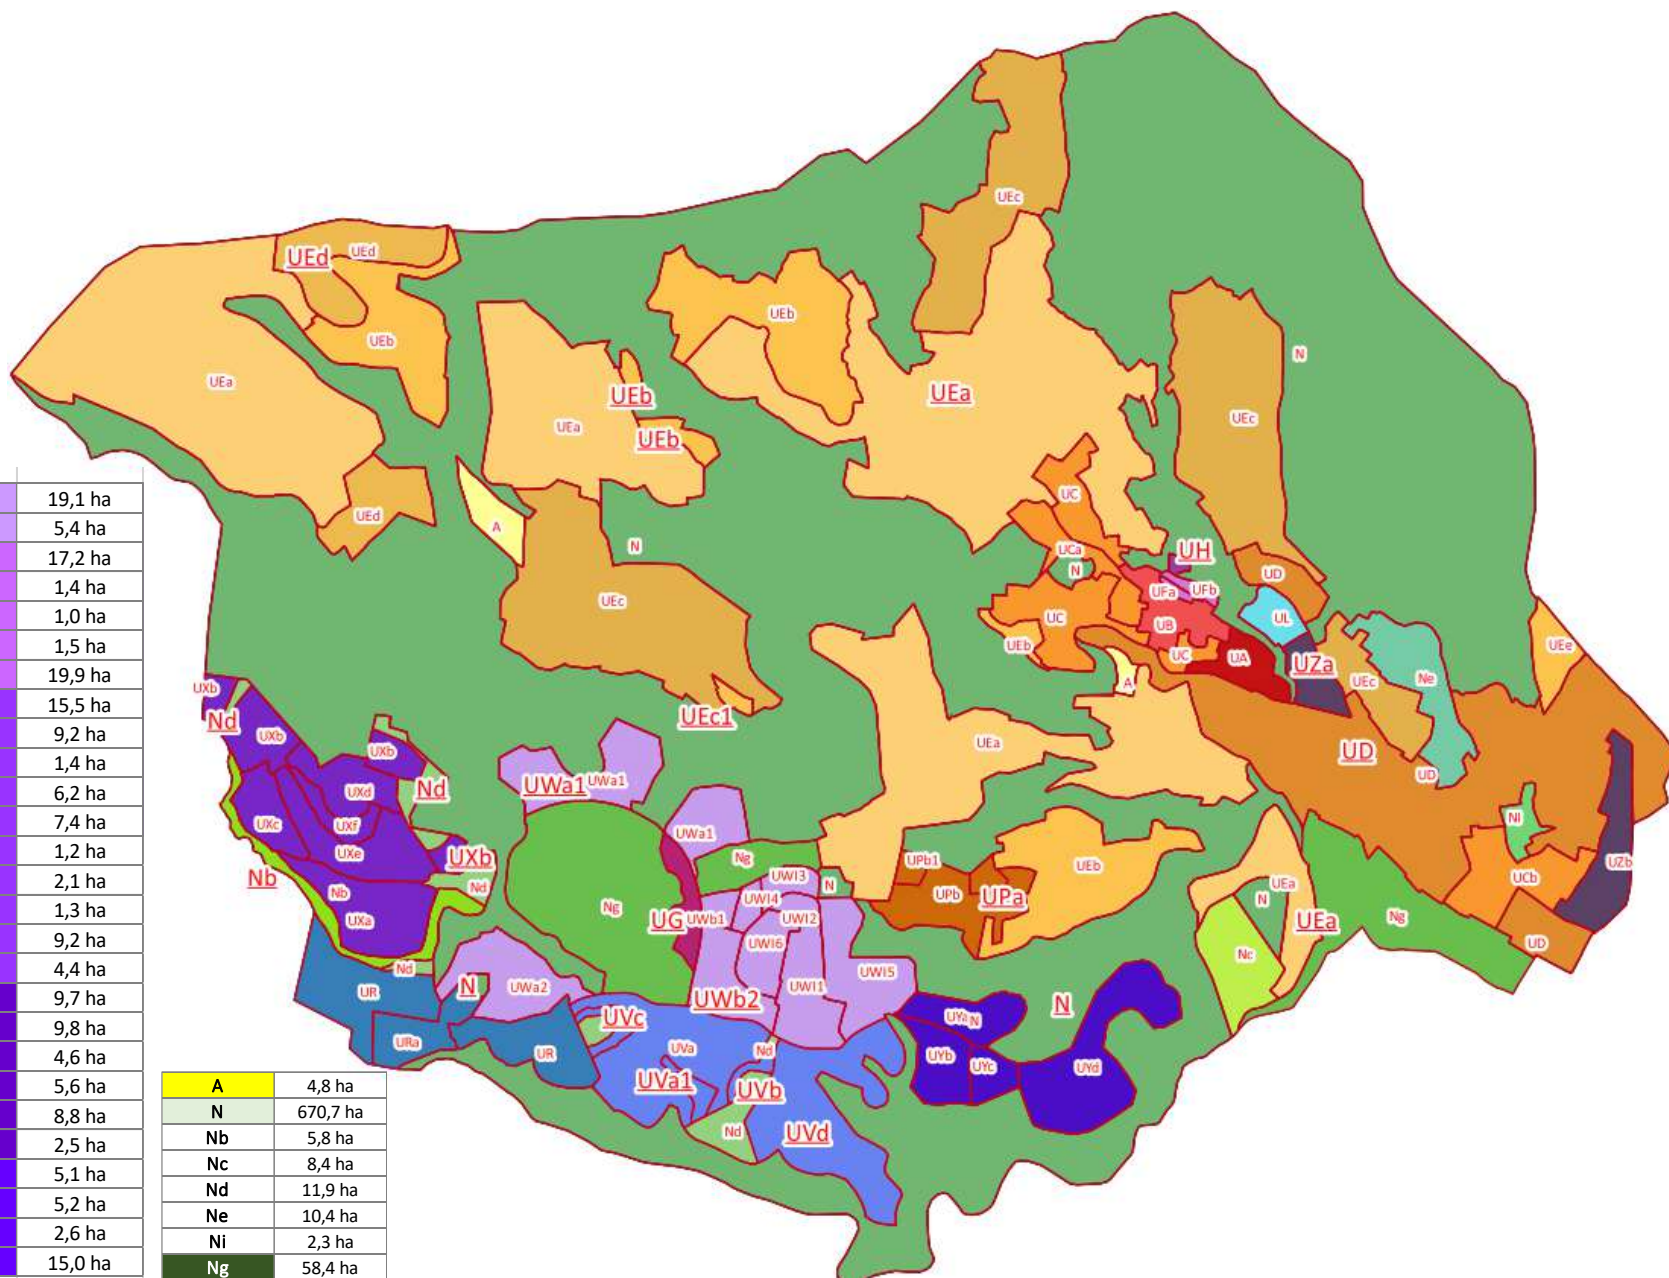 UEd
UEd
UEc
UEb
UEb
UEa
N
UEb
UEa
UEa
UEb
UEc
UEd
A
N
UC
UCa
UH
N
UD
UFa
UFb
UEc
UC
UB
UL
UEb
UC
UA
UZa
UEe
A
UEc
Ne
UXb
Nd
UEc1
UXb
UXb
UEa
UD
UD
UWa1
UWa1
Nd
UXd
UXc
UXf
UWa1
NI
UXe
UXb
Ng
UPb1
UEb
UZb
Nb
Nd
UWI3
N
UEa
UCb
Nb
UWI4
UPb
UPa
N
UXa
Ng
UG
UWb1
UWI2
UEa
Ng
UWI6
UD
Nd
UWI5
Nc
UR
N
UWa2
UWb2
UWI1
N
UVc
UYa
N
URa
UR
UVa
Nd
UYb
UYc
UYd
UVa1
UVb
Nd
UVd
19,1 ha
5,4 ha
17,2 ha
1,4 ha
1,0 ha
1,5 ha
19,9 ha
15,5 ha
9,2 ha
1,4 ha
6,2 ha
7,4 ha
1,2 ha
2,1 ha
1,3 ha
9,2 ha
4,4 ha
9,7 ha
9,8 ha
4,6 ha
5,6 ha
8,8 ha
2,5 ha
5,1 ha
5,2 ha
2,6 ha
15,0 ha
A 4,8 ha
N 670,7 ha
Nb 5,8 ha
Nc 8,4 ha
Nd 11,9 ha
Ne 10,4 ha
Ni 2,3 ha
Ng 58,4 ha